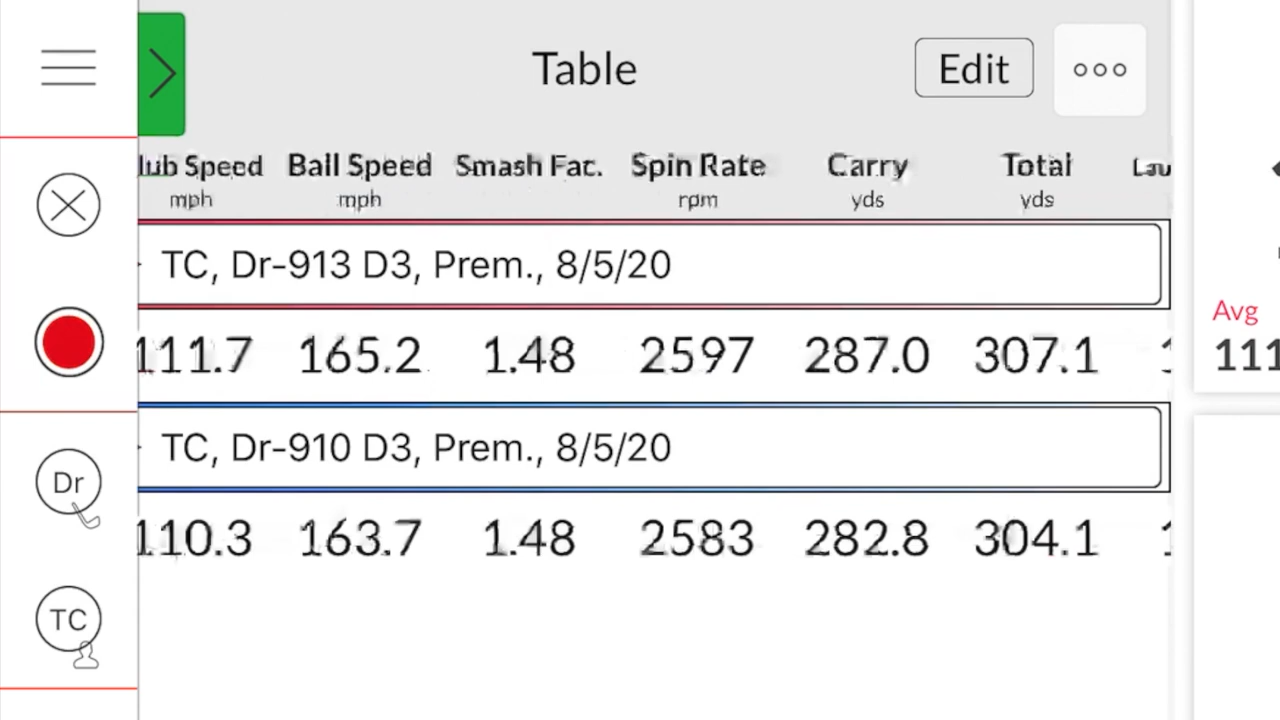 Table
Edit
lub Speed Ball Speed Smash Fac. Spin Rate Carry Total Lau
mph mph rpm yds yds
TC, Dr-913 D3, Prem., 8/5/20
111.7 165.2 1.48 2597 287.0 307.1
TC, Dr-910 D3, Prem., 8/5/20
110.3 163.7 1.48 2583 282.8 304.1
Dr
TC
Avg
111